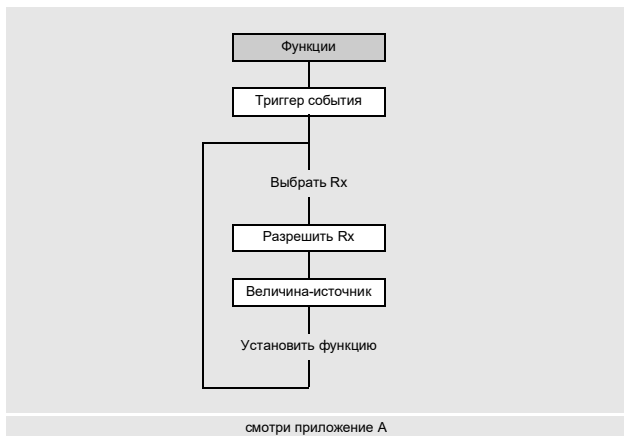 Функции
Триггер события
Выбрать Rx
Разрешить Rx
Величина-источник
Установить функцию
смотри приложение А